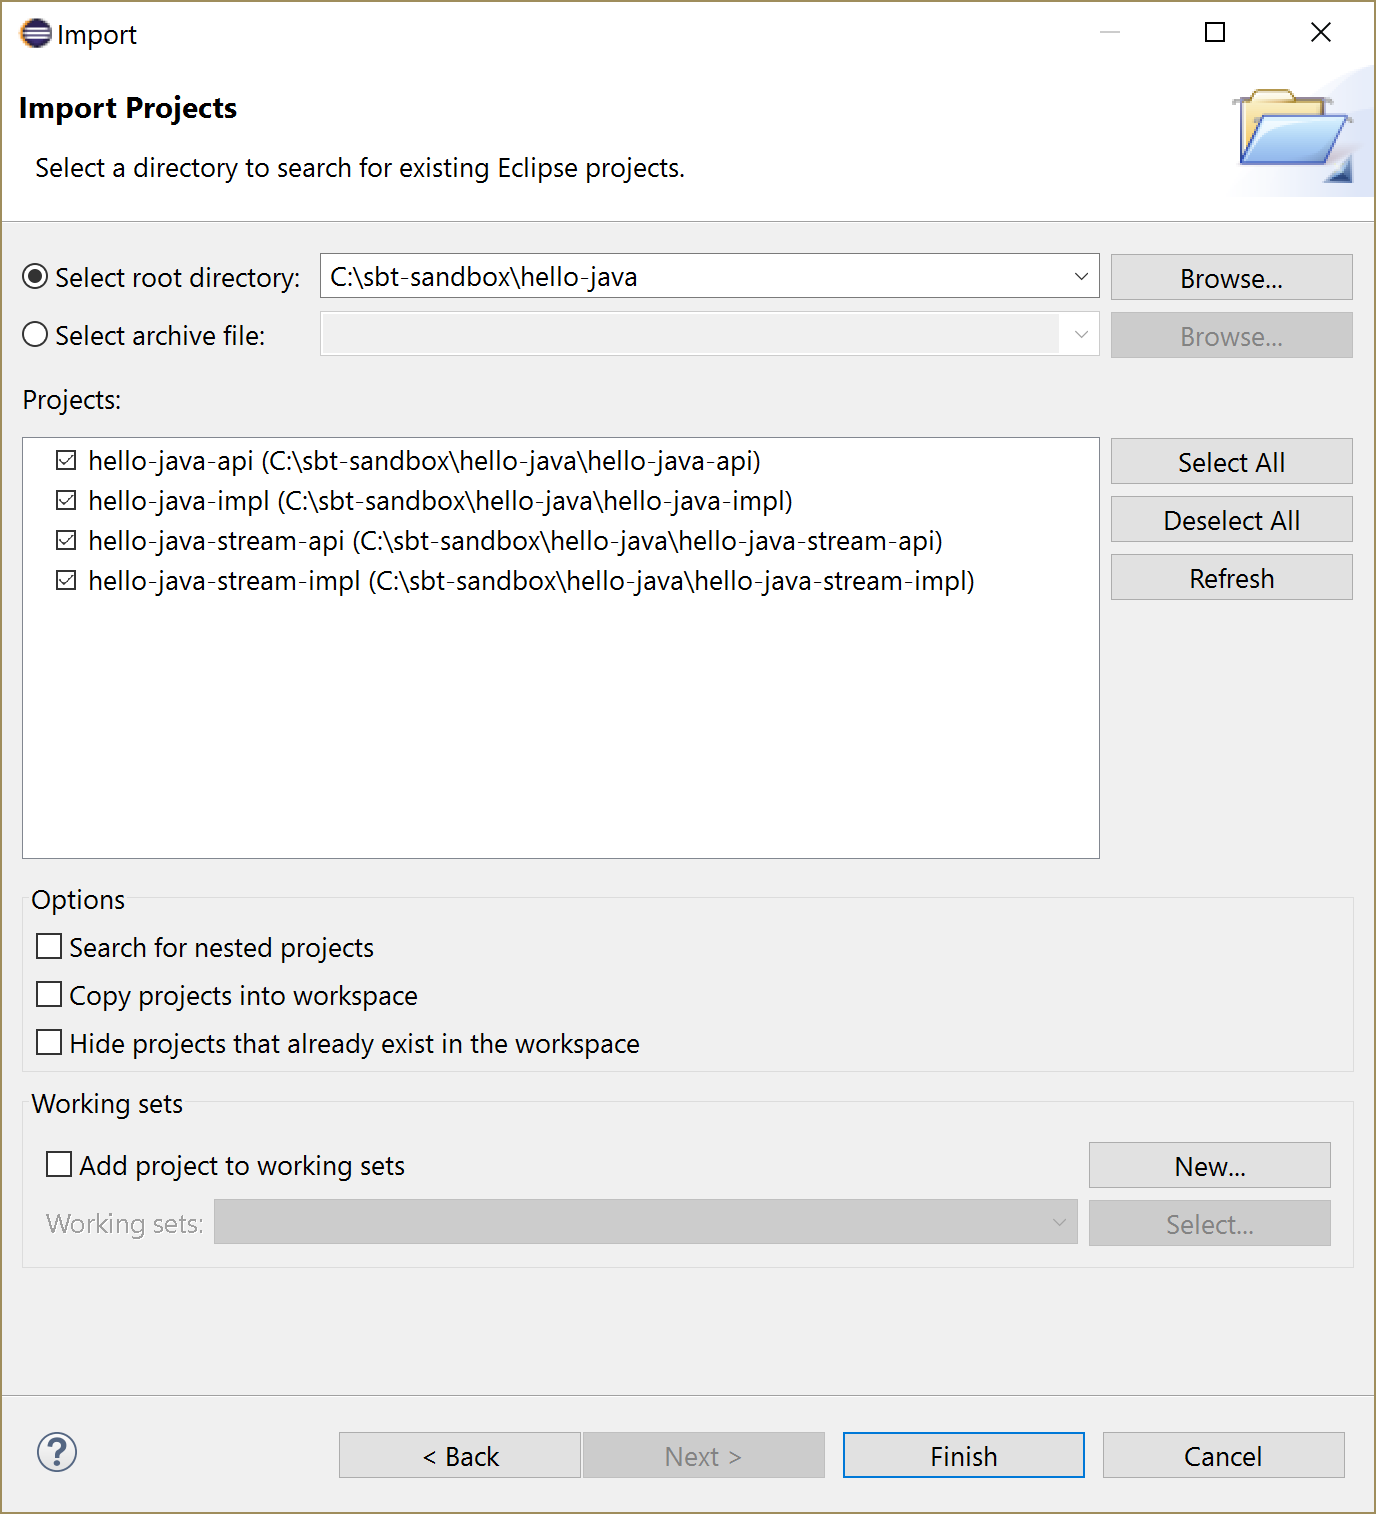 Import
Import Projects
Select a directory to search for existing Eclipse projects.
Select root directory: C:\sbt-sandbox\hello-java Browse...
Select archive file: Browse...
Projects:
hello-java-api (C:\sbt-sandbox\hello-java\hello-java-api) Select All
hello-java-impl (C:\sbt-sandbox\hello-java\hello-java-impl)
Deselect All
hello-java-stream-api (C:\sbt-sandbox\hello-java\hello-java-stream-api)
hello-java-stream-impl (C:\sbt-sandbox\hello-java\hello-java-stream-impl) Refresh
Options
Search for nested projects
Copy projects into workspace
Hide projects that already exist in the workspace
Working sets
Add project to working sets New...
Working sets: Select...
? < Back Next > Finish Cancel